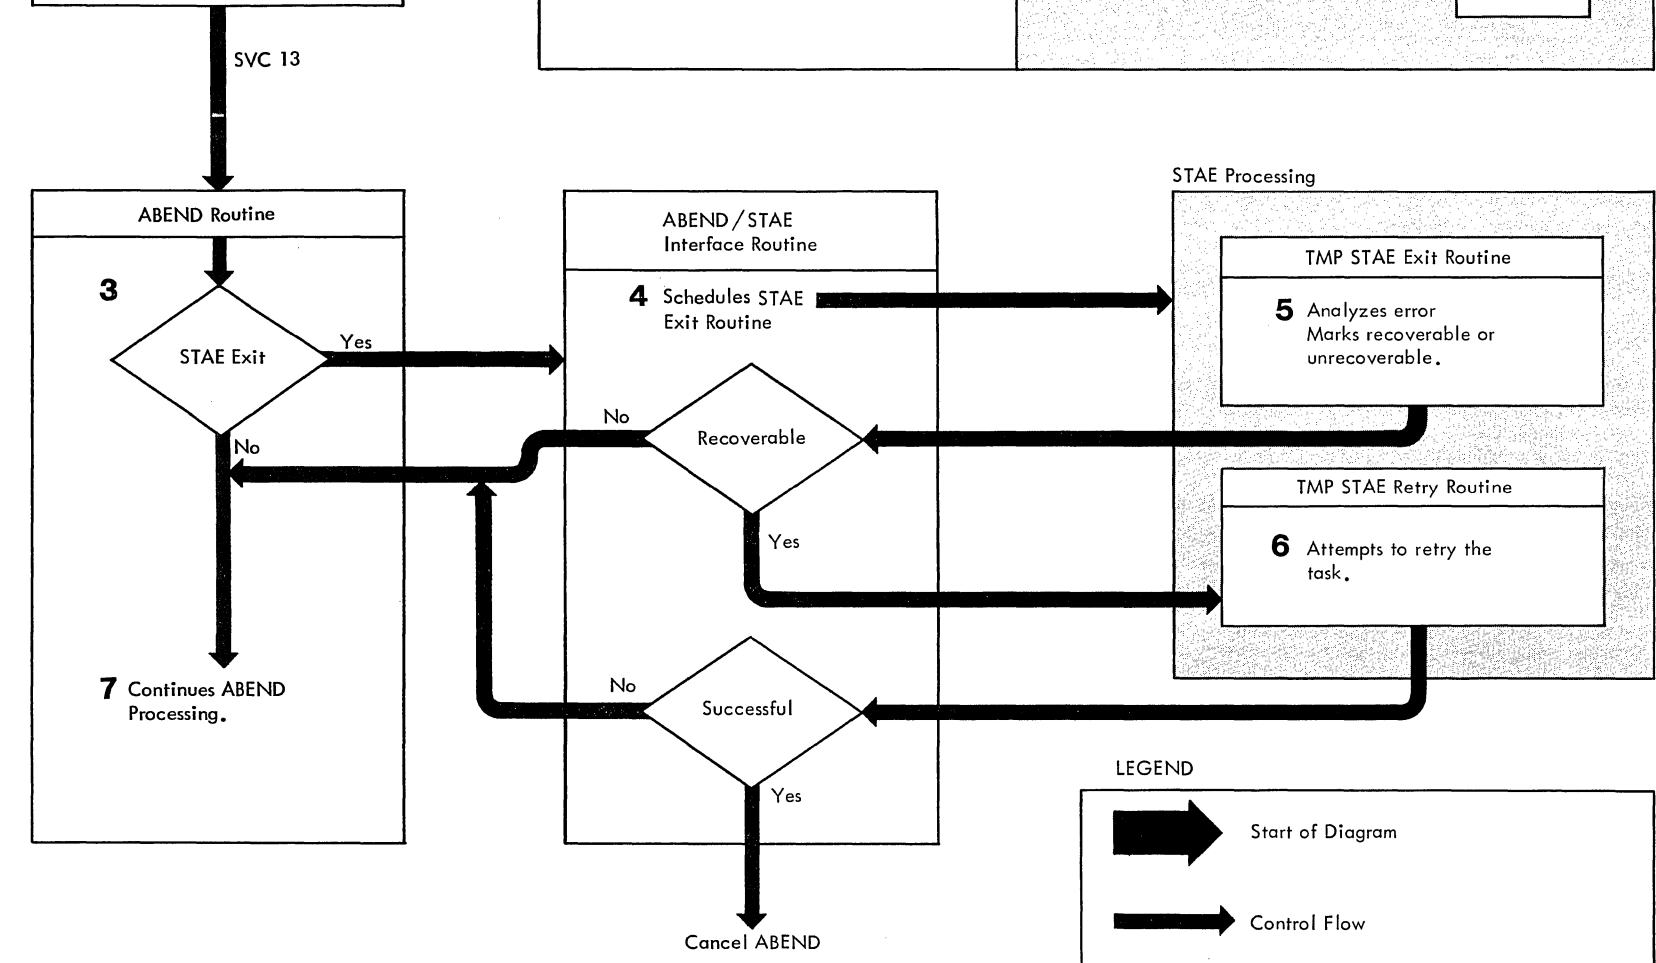 SVC 13
STAE Processing
ABEND Routine
3
STAE Exit
Yes
No
7 Continues ABEND
Processing.
ABEND/STAE
Interface Routine
4 Schedules STAE
Exit Routine
No
Recoverable
Yes
No
Successful
Yes
Cancel ABEND
TMP STAE Exit Routine
5 Analyzes error
Marks recoverable or
unrecoverable.
TMP STAE Retry Routine
6 Attempts to retry the
task.
LEGEND
Start of Diagram
Control Flow